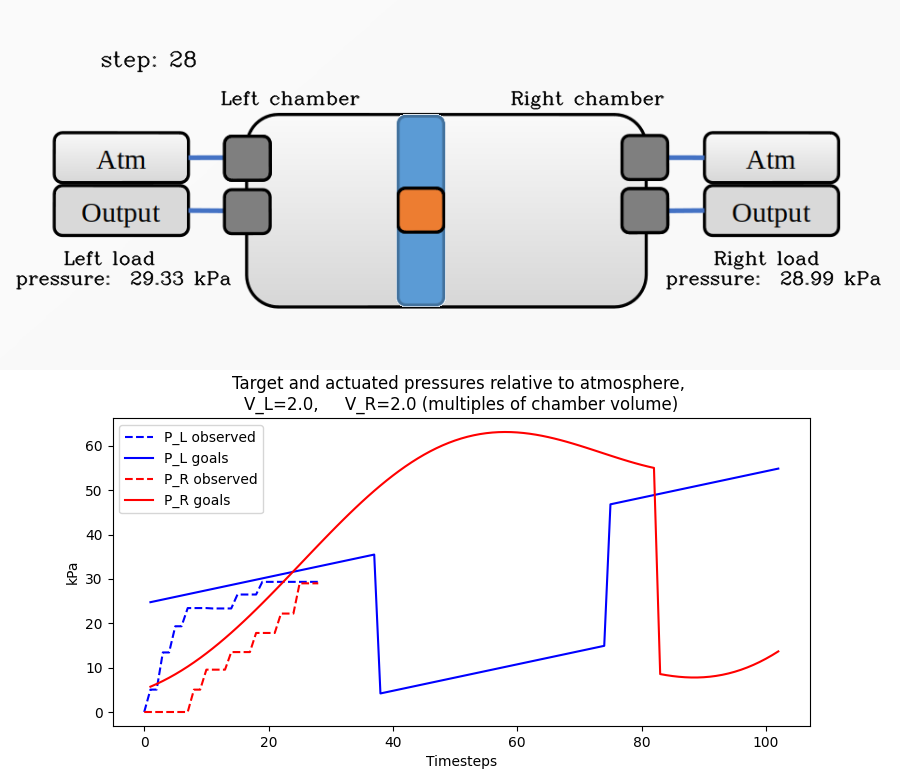 step: 28
Left chamber
Right chamber
Atm
Output
Atm
Output
Left load
pressure: 29.33 kPa
Right load
pressure: 28.99 kPa
Target and actuated pressures relative to atmosphere,
V_L=2.0, V_R=2.0 (multiples of chamber volume)
P_L observed
P_L goals
P_R observed
P_R goals
60
50
40
30
20
10
0
kPa
0 20 40 60 80 100
Timesteps